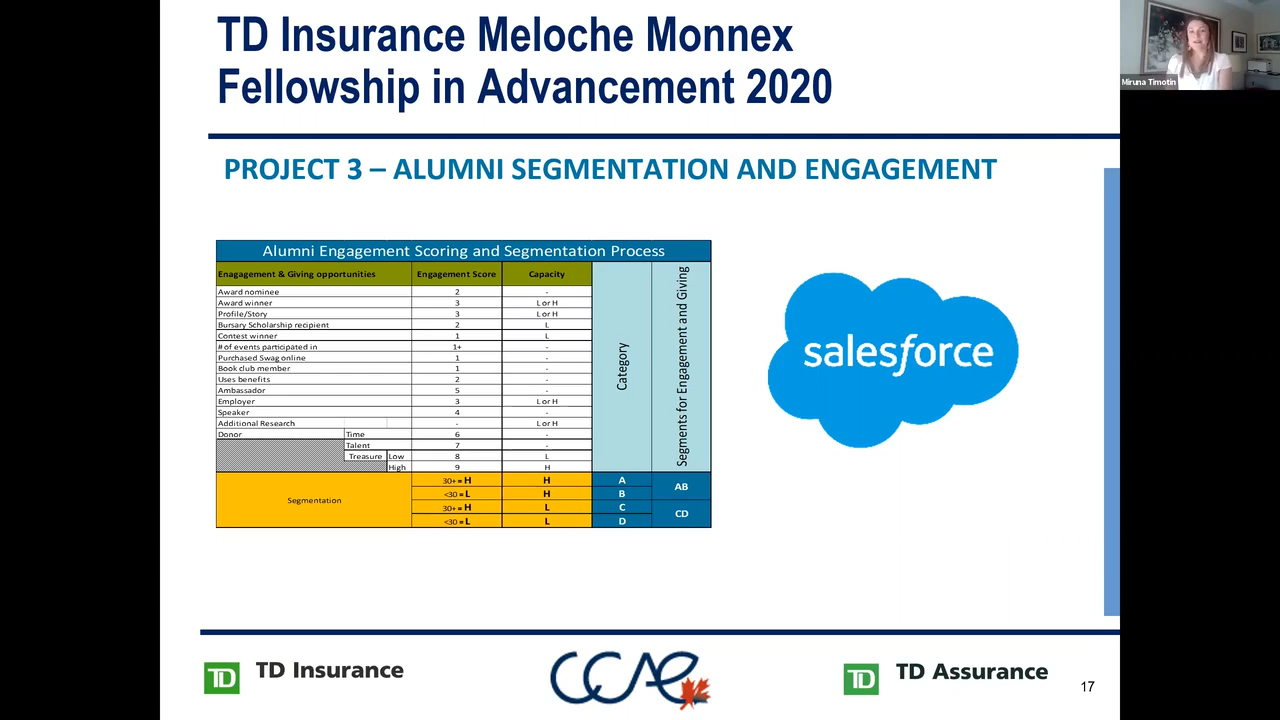 TD Insurance Meloche Monnex
Fellowship in Advancement 2020
Miruna Timotin
PROJECT 3 – ALUMNI SEGMENTATION AND ENGAGEMENT
Alumni Engagement Scoring and Segmentation Process
Enagagement & Giving opportunities Engagement Score Capacity Category Segments for Engagement and Giving
Award nominee 2 -
Award winner 3 L or H
Profile/Story 3 L or H
Bursary Scholarship recipient 2 L
Contest winner 1 L
# of events participated in 1+ -
Purchased Swag online 1 -
Book club member 1 -
Uses benefits 2 -
Ambassador 5 -
Employer 3 L or H
Speaker 4 -
Additional Research - L or H
Donor Time 6 -
Talent 7 -
Treasure Low 8 L
High 9 H
Segmentation
30+ = H H A AB
<30 = L H B
30+ = H L C CD
<30 = L L D
salesforce
TD TD Insurance
CCAE
TD TD Assurance
17